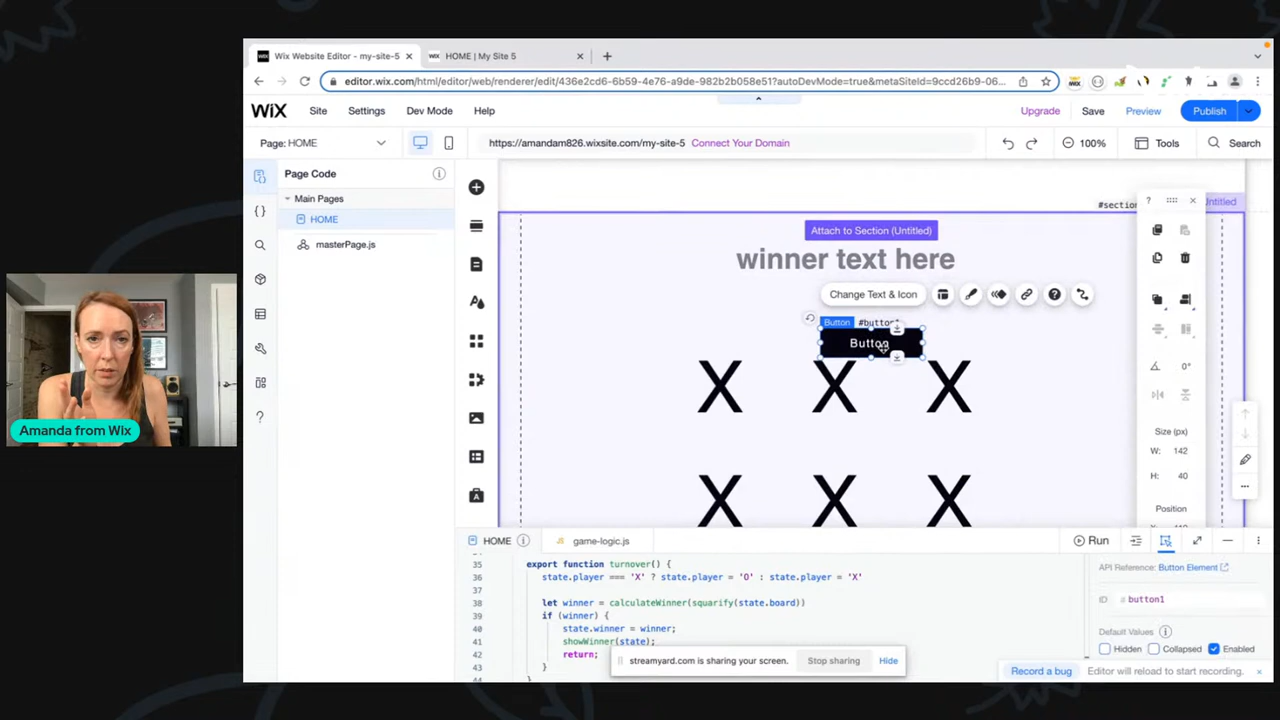 Wix Website Editor - my-site-5
HOME | My Site 5
editor.wix.com/html/editor/web/renderer/edit/436e2cd6-6b59-4e76-a9de-982b2b058e51?autoDevMode=true&metaSiteId=9ccd26b9-06...
WiX Site Settings Dev Mode Help Upgrade Save Preview Publish
Page: HOME https://amandam826.wixsite.com/my-site-5 Connect Your Domain 100% Tools Search
Page Code
Main Pages
HOME
masterPage.js
#section
Untitled
Attach to Section (Untitled)
winner text here
Change Text & Icon
Button #button1
Button
X X X
X X X
0°
Size (px)
W: 142
H: 40
Position
Amanda from Wix
HOME game-logic.js Run
35 export function turnover() {
36 state.player === 'X' ? state.player = 'O' : state.player = 'X'
37
38 let winner = calculateWinner(squarify(state.board))
39 if (winner) {
40 state.winner = winner;
41 showWinner(state);
42 return;
43 }
44
API Reference: Button Element
ID # button1
Default Values
Hidden Collapsed Enabled
streamyard.com is sharing your screen. Stop sharing Hide
Record a bug Editor will reload to start recording.